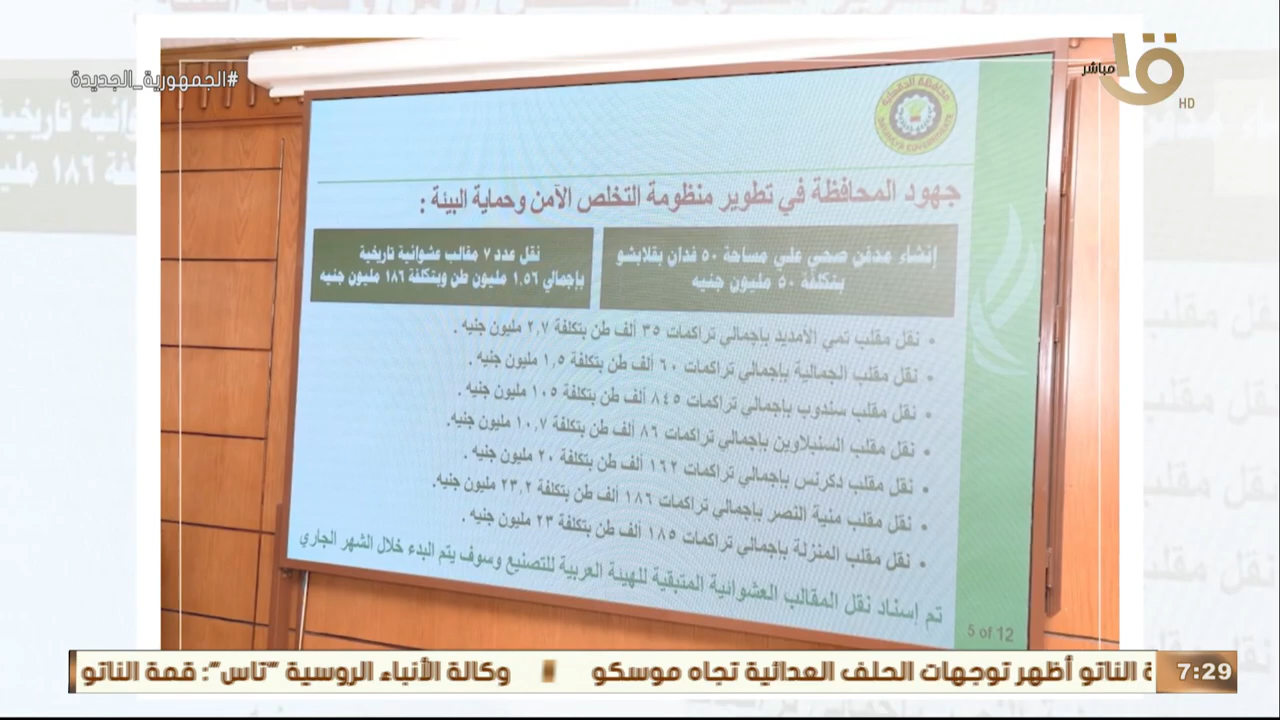 #الجمهورية_الجديدة
مباشر
HD
جهود المحافظة في تطوير منظومة التخلص الآمن وحماية البيئة :
إنشاء مدفن صحي علي مساحة ٥٠ فدان بقلابشو
بتكلفة ٥٠ مليون جنيه
نقل عدد ٧ مقالب عشوائية تاريخية
بإجمالي ١.٥٦ مليون طن وبتكلفة ١٨٦ مليون جنيه
• نقل مقلب تمي الأمديد بإجمالي تراكمات ٣٥ ألف طن بتكلفة ٢,٧ مليون جنيه .
• نقل مقلب الجمالية بإجمالي تراكمات ٦٠ ألف طن بتكلفة ١,٥ مليون جنيه .
• نقل مقلب سندوب بإجمالي تراكمات ٨٤٥ ألف طن بتكلفة ١٠٥ مليون جنيه .
• نقل مقلب السنبلاوين بإجمالي تراكمات ٨٦ ألف طن بتكلفة ١٠,٧ مليون جنيه.
• نقل مقلب دكرنس بإجمالي تراكمات ١٦٢ ألف طن بتكلفة ٢٠ مليون جنيه .
• نقل مقلب منية النصر بإجمالي تراكمات ١٨٦ ألف طن بتكلفة ٢٣,٢ مليون جنيه.
• نقل مقلب المنزلة بإجمالي تراكمات ١٨٥ ألف طن بتكلفة ٢٣ مليون جنيه .
تم إسناد نقل المقالب العشوائية المتبقية للهيئة العربية للتصنيع وسوف يتم البدء خلال الشهر الجاري
5 of 12
ة الناتو أظهر توجهات الحلف العدائية تجاه موسكو وكالة الأنباء الروسية "تاس": قمة الناتو
7:29